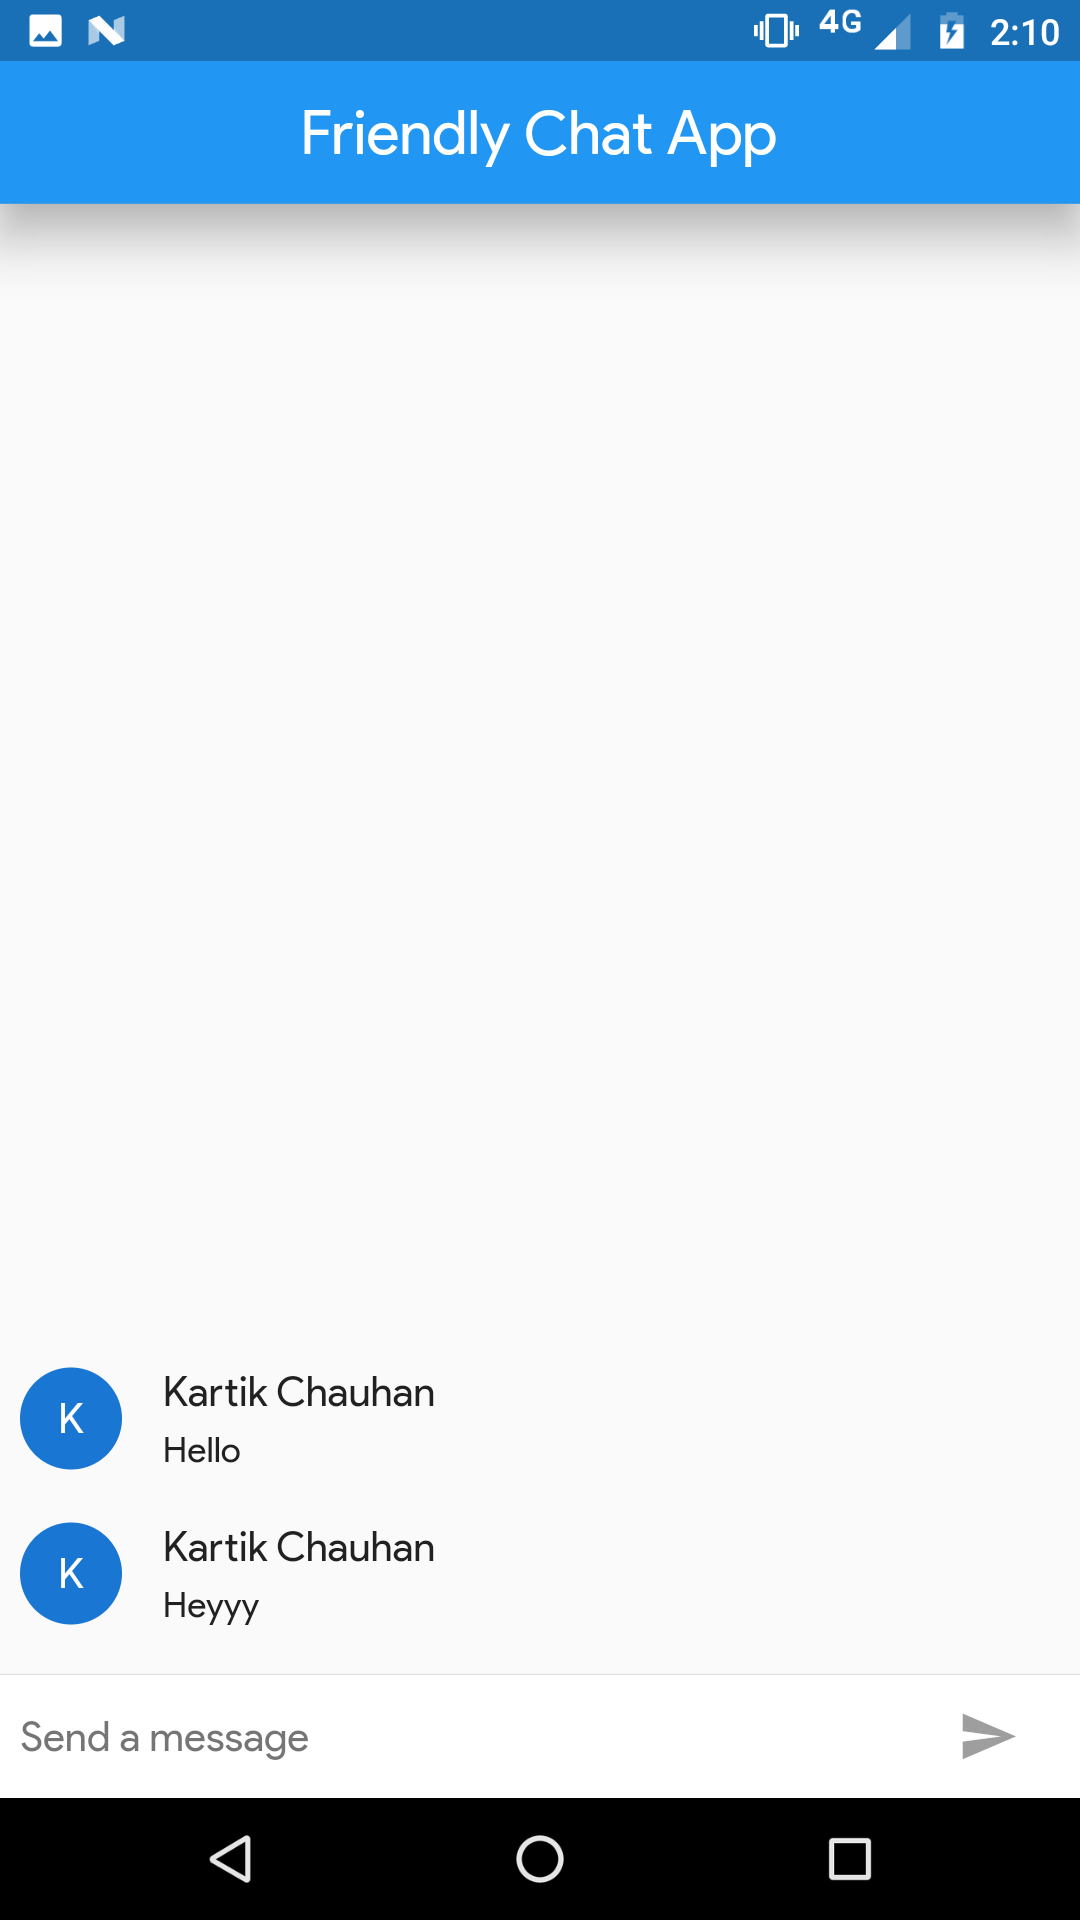 4G 2:10
Friendly Chat App
K
Kartik Chauhan
Hello
K
Kartik Chauhan
Heyyy
Send a message